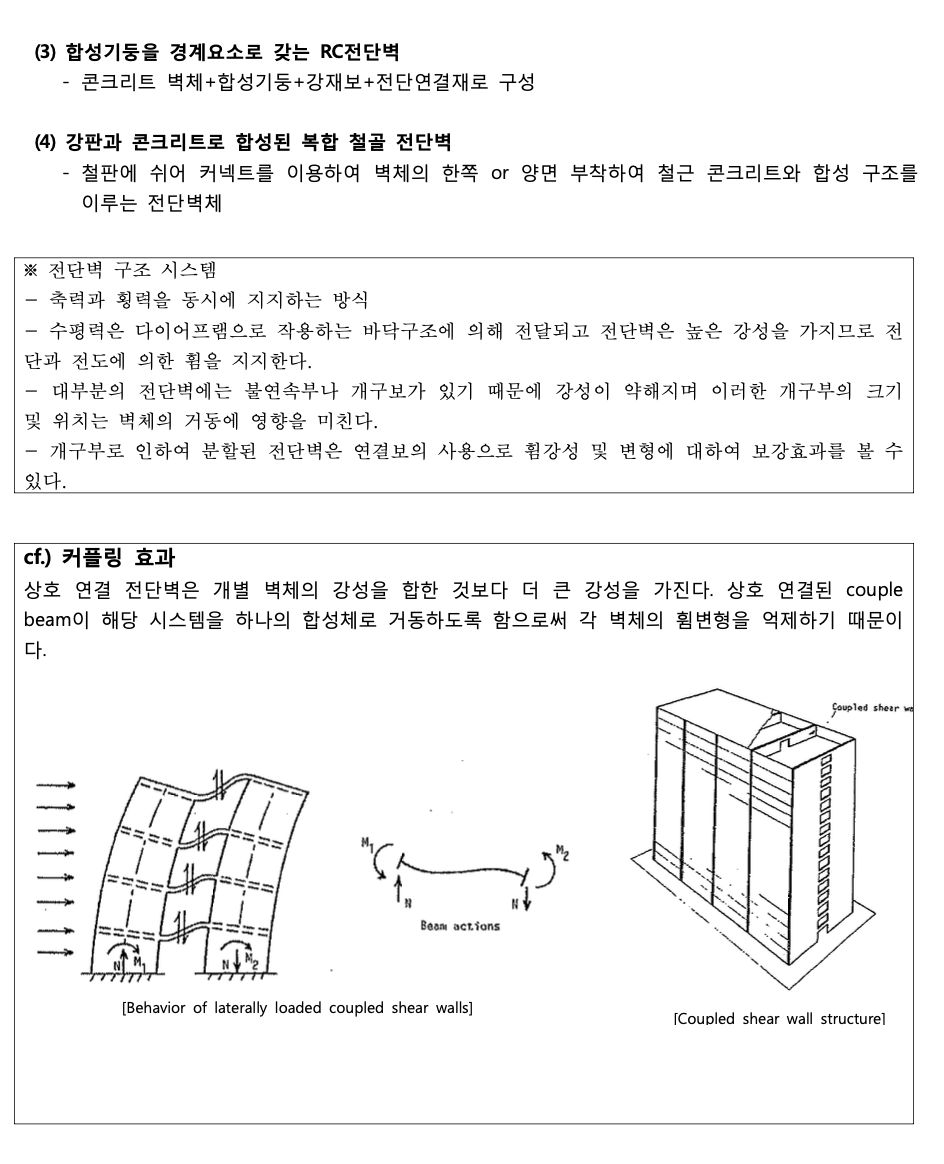 (3) 합성기둥을 경계요소로 갖는 RC전단벽
- 콘크리트 벽체+합성기둥+강재보+전단연결재로 구성
(4) 강판과 콘크리트로 합성된 복합 철골 전단벽
- 철판에 쉬어 커넥트를 이용하여 벽체의 한쪽 or 양면 부착하여 철근 콘크리트와 합성 구조를
이루는 전단벽체
※ 전단벽 구조 시스템
- 축력과 횡력을 동시에 지지하는 방식
- 수평력은 다이어프램으로 작용하는 바닥구조에 의해 전달되고 전단벽은 높은 강성을 가지므로 전
단과 전도에 의한 휨을 지지한다.
- 대부분의 전단벽에는 불연속부나 개구보가 있기 때문에 강성이 약해지며 이러한 개구부의 크기
및 위치는 벽체의 거동에 영향을 미친다.
- 개구부로 인하여 분할된 전단벽은 연결보의 사용으로 휨강성 및 변형에 대하여 보강효과를 볼 수
있다.
cf.) 커플링 효과
상호 연결 전단벽은 개별 벽체의 강성을 합한 것보다 더 큰 강성을 가진다. 상호 연결된 couple
beam이 해당 시스템을 하나의 합성체로 거동하도록 함으로써 각 벽체의 휨변형을 억제하기 때문이
다.
Coupled shear wa
M1
M2
N
N
Beam actions
N
M1
N
M2
[Behavior of laterally loaded coupled shear walls]
[Coupled shear wall structure]